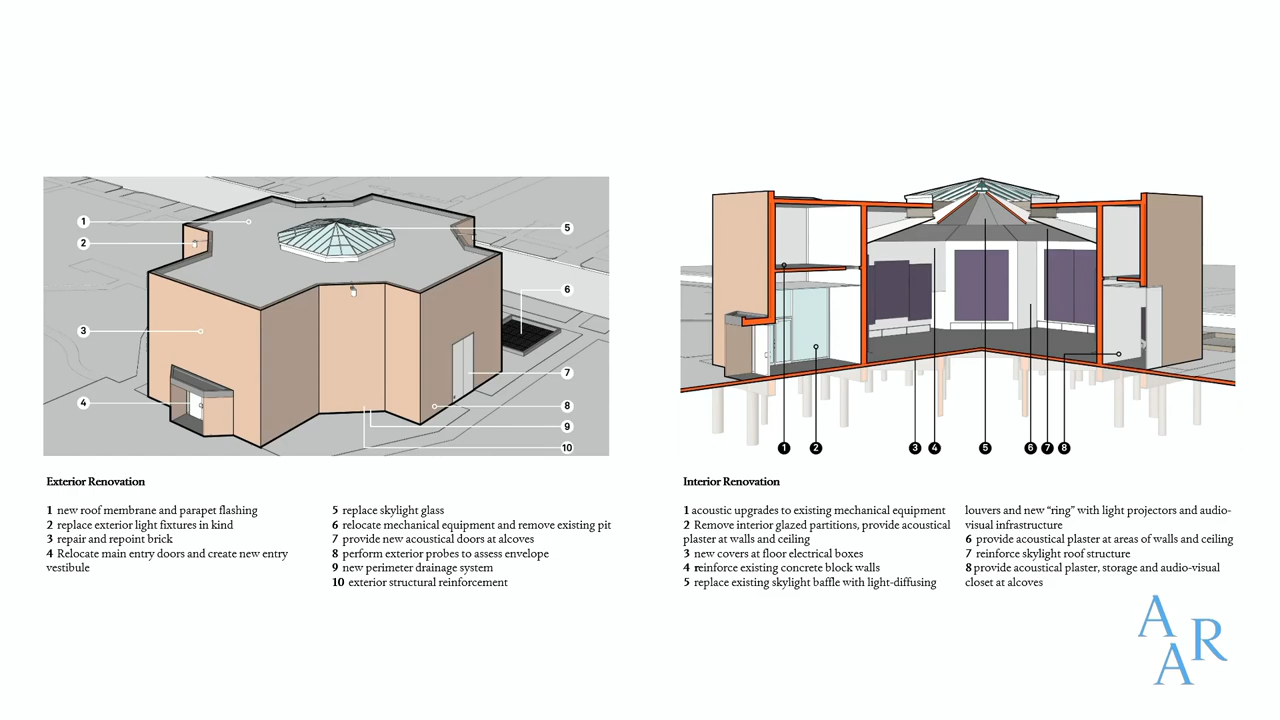 1
2
3
4
5
6
7
8
9
10
1
2
3
4
5
6
7
8
Exterior Renovation
1 new roof membrane and parapet flashing
2 replace exterior light fixtures in kind
3 repair and repoint brick
4 Relocate main entry doors and create new entry
vestibule
5 replace skylight glass
6 relocate mechanical equipment and remove existing pit
7 provide new acoustical doors at alcoves
8 perform exterior probes to assess envelope
9 new perimeter drainage system
10 exterior structural reinforcement
Interior Renovation
1 acoustic upgrades to existing mechanical equipment
2 Remove interior glazed partitions, provide acoustical
plaster at walls and ceiling
3 new covers at floor electrical boxes
4 reinforce existing concrete block walls
5 replace existing skylight baffle with light-diffusing
louvers and new “ring” with light projectors and audio-
visual infrastructure
6 provide acoustical plaster at areas of walls and ceiling
7 reinforce skylight roof structure
8 provide acoustical plaster, storage and audio-visual
closet at alcoves
A
R
A